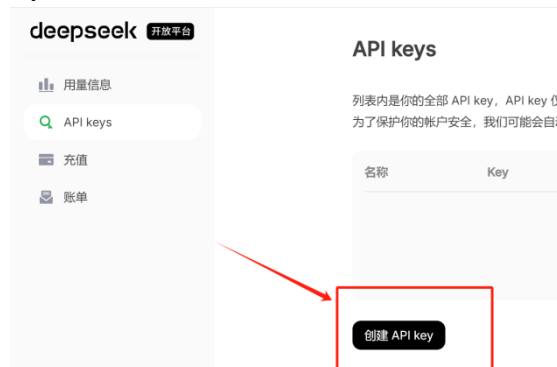 deepseek 开放平台
用量信息
API keys
充值
账单
API keys
列表内是你的全部 API key，API key
为了保护你的帐户安全，我们可能会自
名称 Key
创建 API key